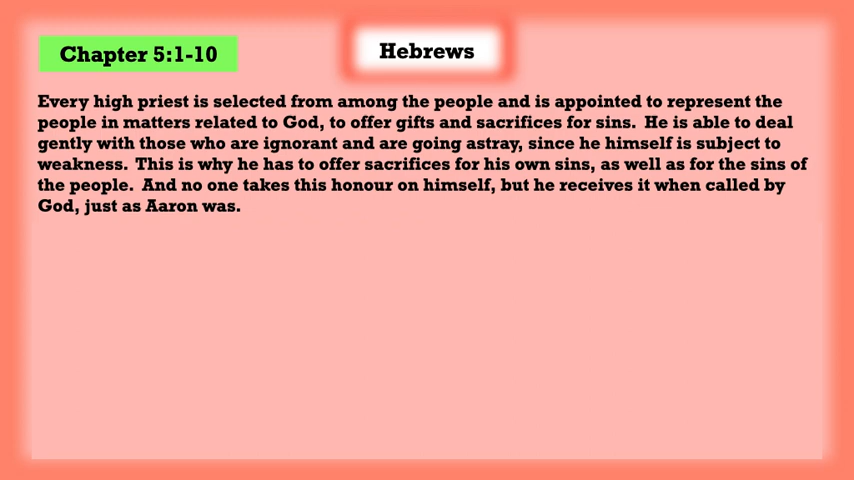 Chapter 5:1-10
Hebrews
Every high priest is selected from among the people and is appointed to represent the
people in matters related to God, to offer gifts and sacrifices for sins.  He is able to deal
gently with those who are ignorant and are going astray, since he himself is subject to
weakness.  This is why he has to offer sacrifices for his own sins, as well as for the sins of
the people.  And no one takes this honour on himself, but he receives it when called by
God, just as Aaron was.